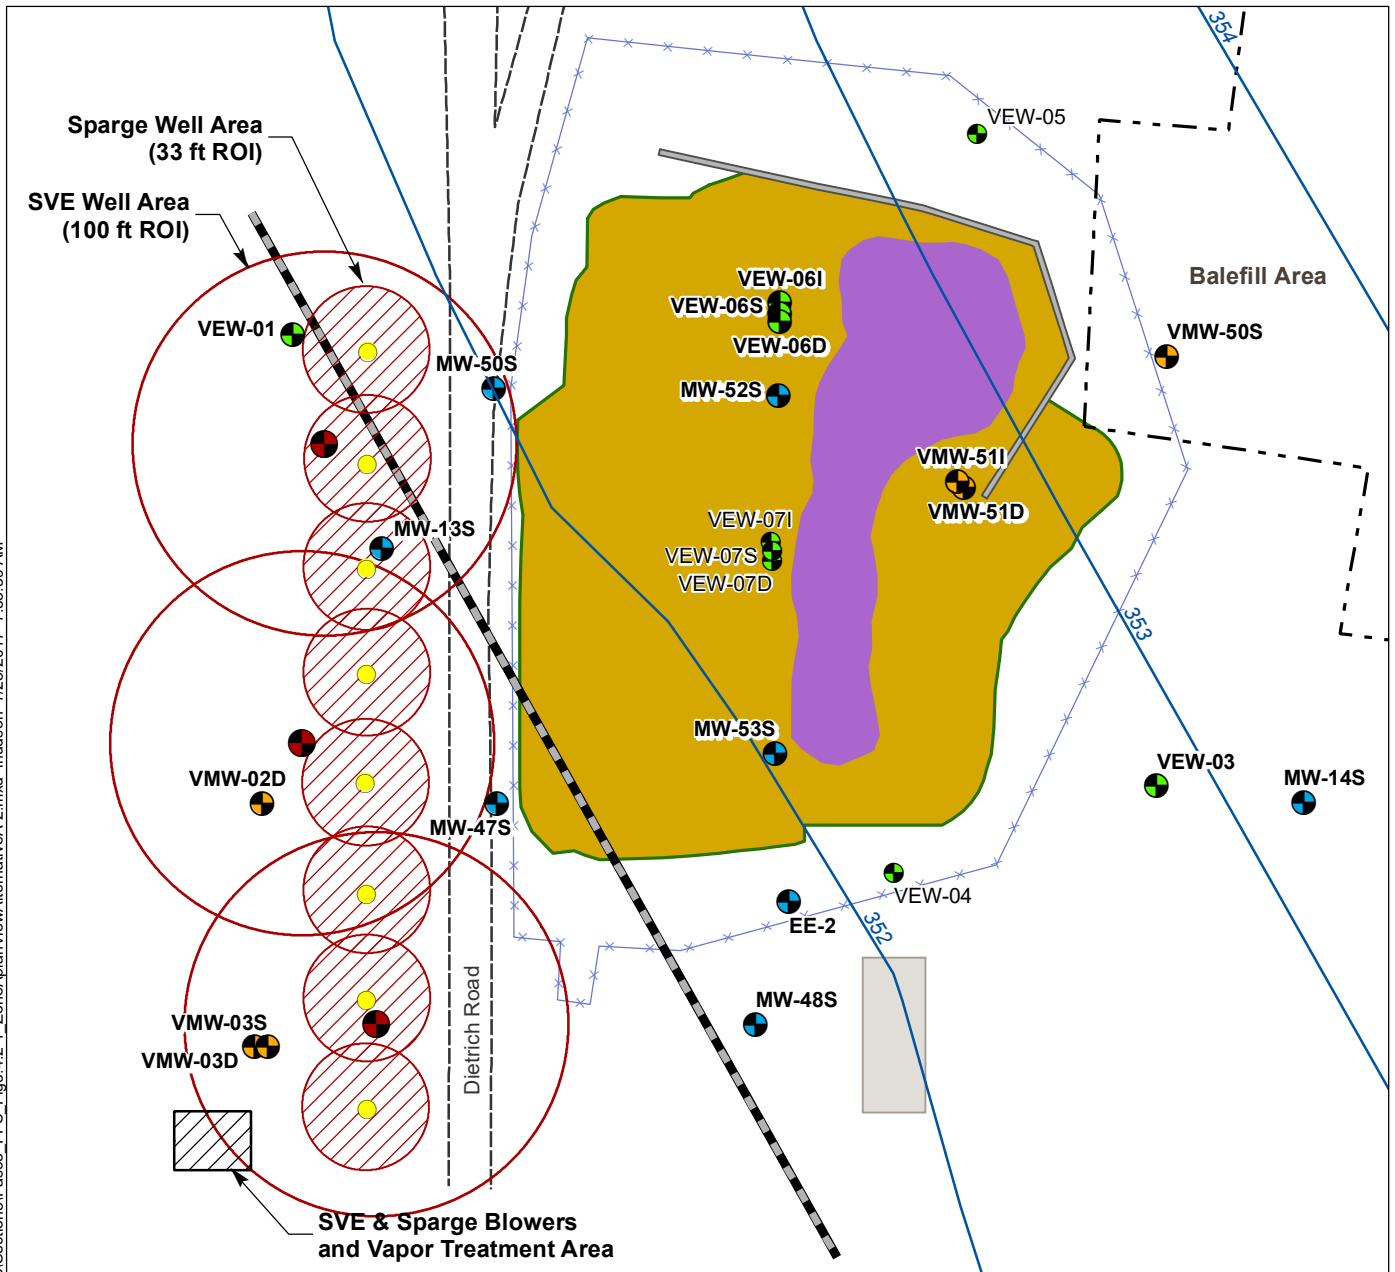 354
VEW-05
Sparge Well Area
(33 ft ROI)
SVE Well Area
(100 ft ROI)
Balefill Area
VEW-06I
VEW-06S
VEW-06D
VEW-01
VMW-50S
MW-50S
MW-52S
VMW-51I
VMW-51D
VEW-07I
VEW-07S
VEW-07D
MW-13S
353
MW-53S
VEW-03
MW-14S
VMW-02D
MW-47S
VEW-04
EE-2
352
MW-48S
Dietrich Road
VMW-03S
VMW-03D
SVE & Sparge Blowers
and Vapor Treatment Area